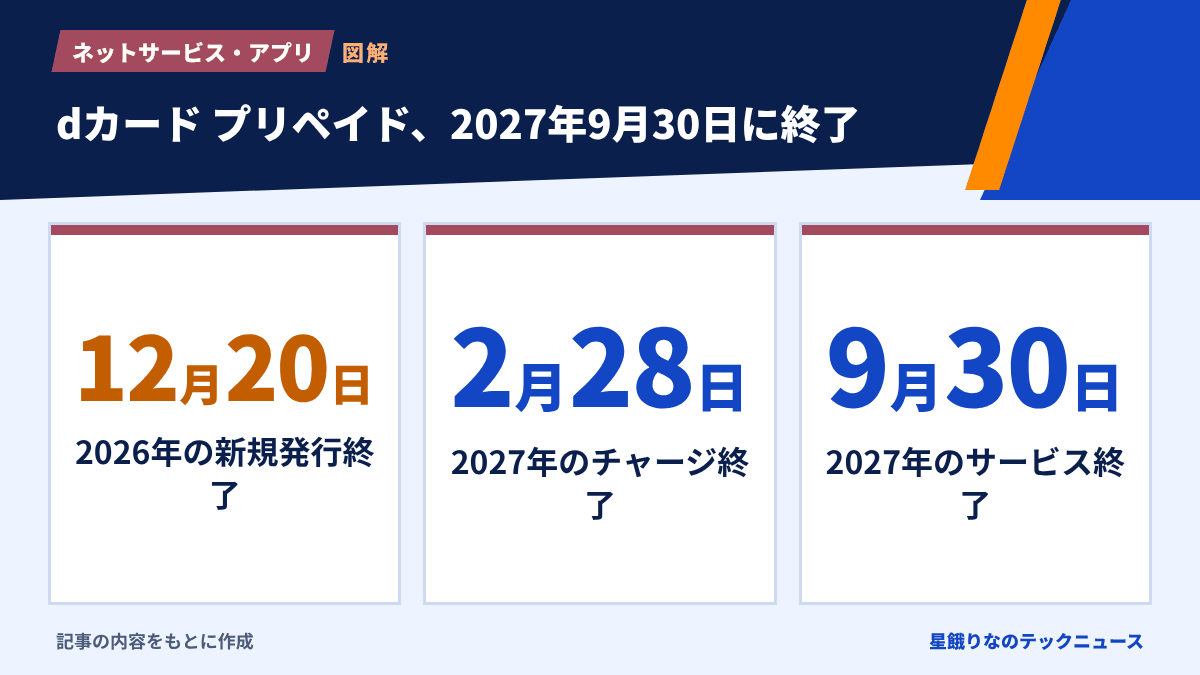 ネットサービス・アプリ 図解
dカード プリペイド、2027年9月30日に終了
12月20日
2026年の新規発行終
了
2月28日
2027年のチャージ終
了
9月30日
2027年のサービス終
了
記事の内容をもとに作成
星餓りなのテックニュース